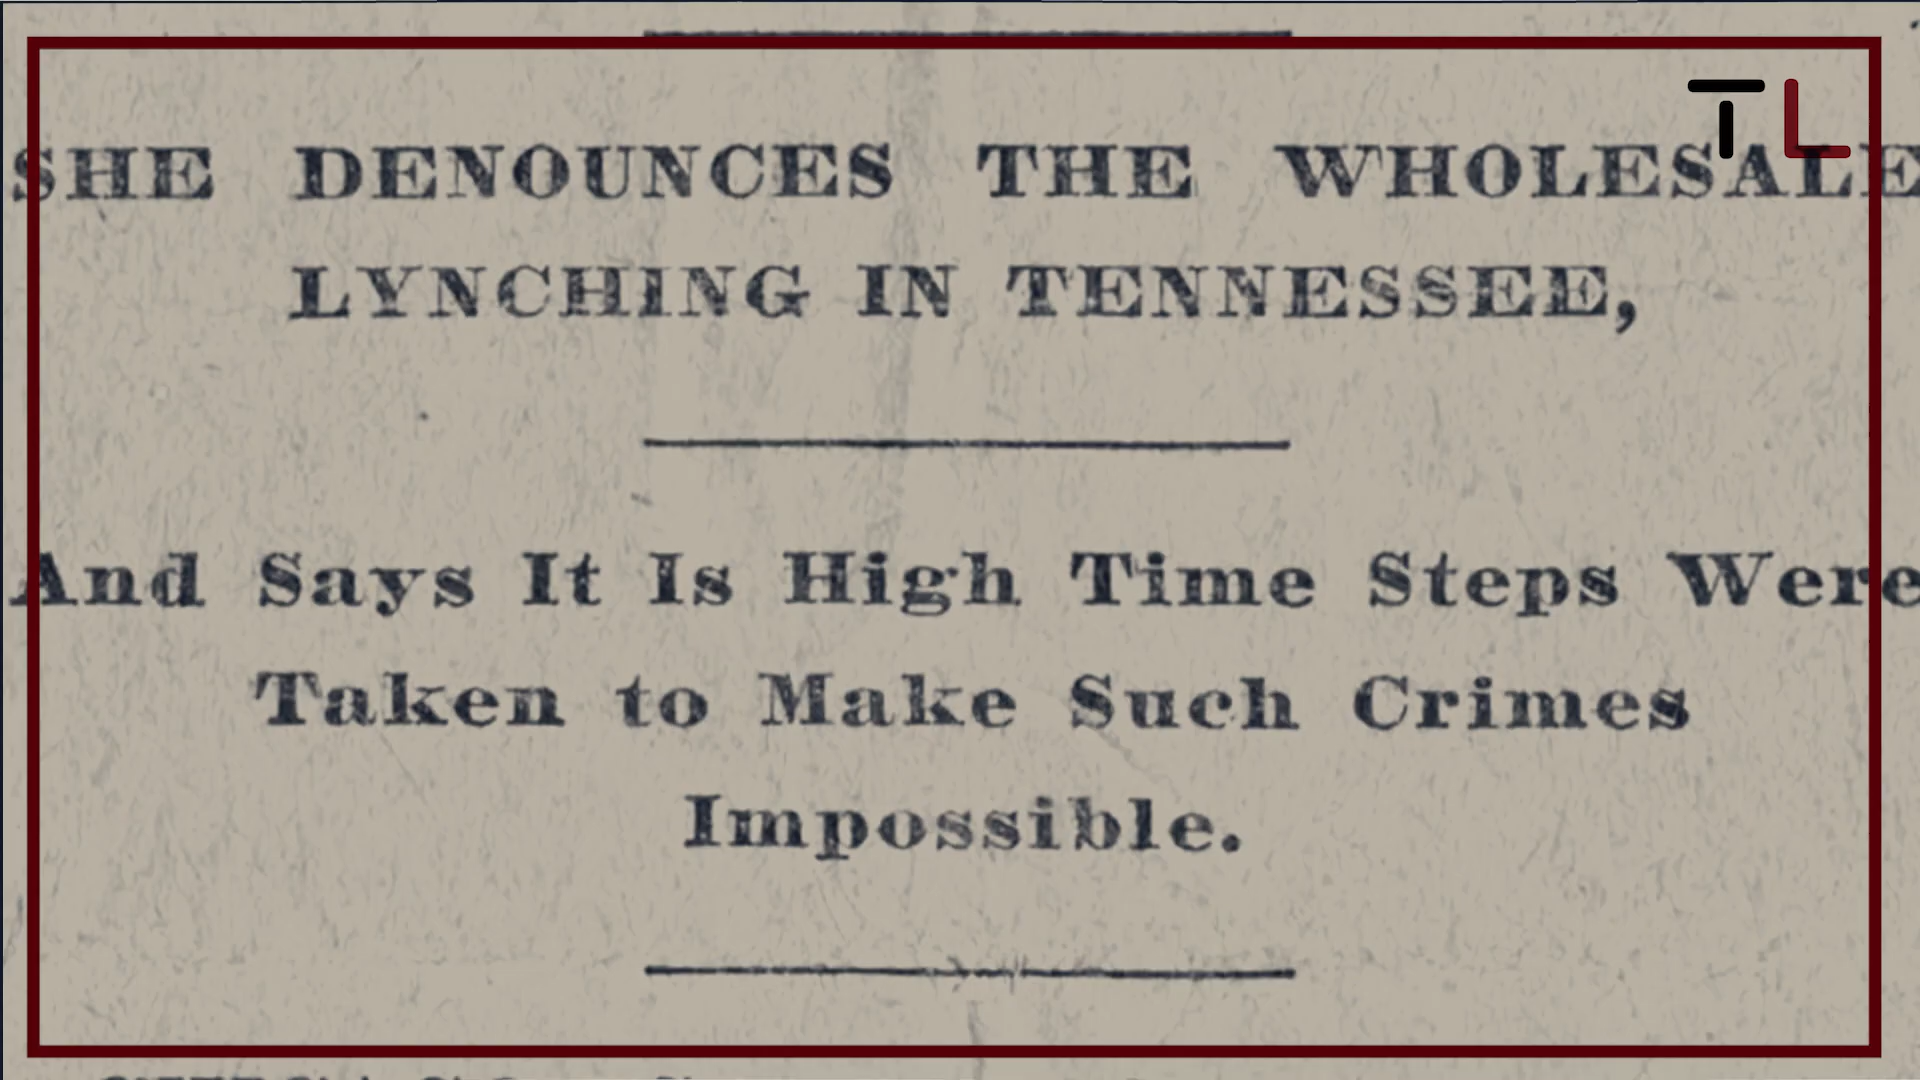 TL
SHE DENOUNCES THE WHOLESALE
LYNCHING IN TENNESSEE,
And Says It Is High Time Steps Were
Taken to Make Such Crimes
Impossible.